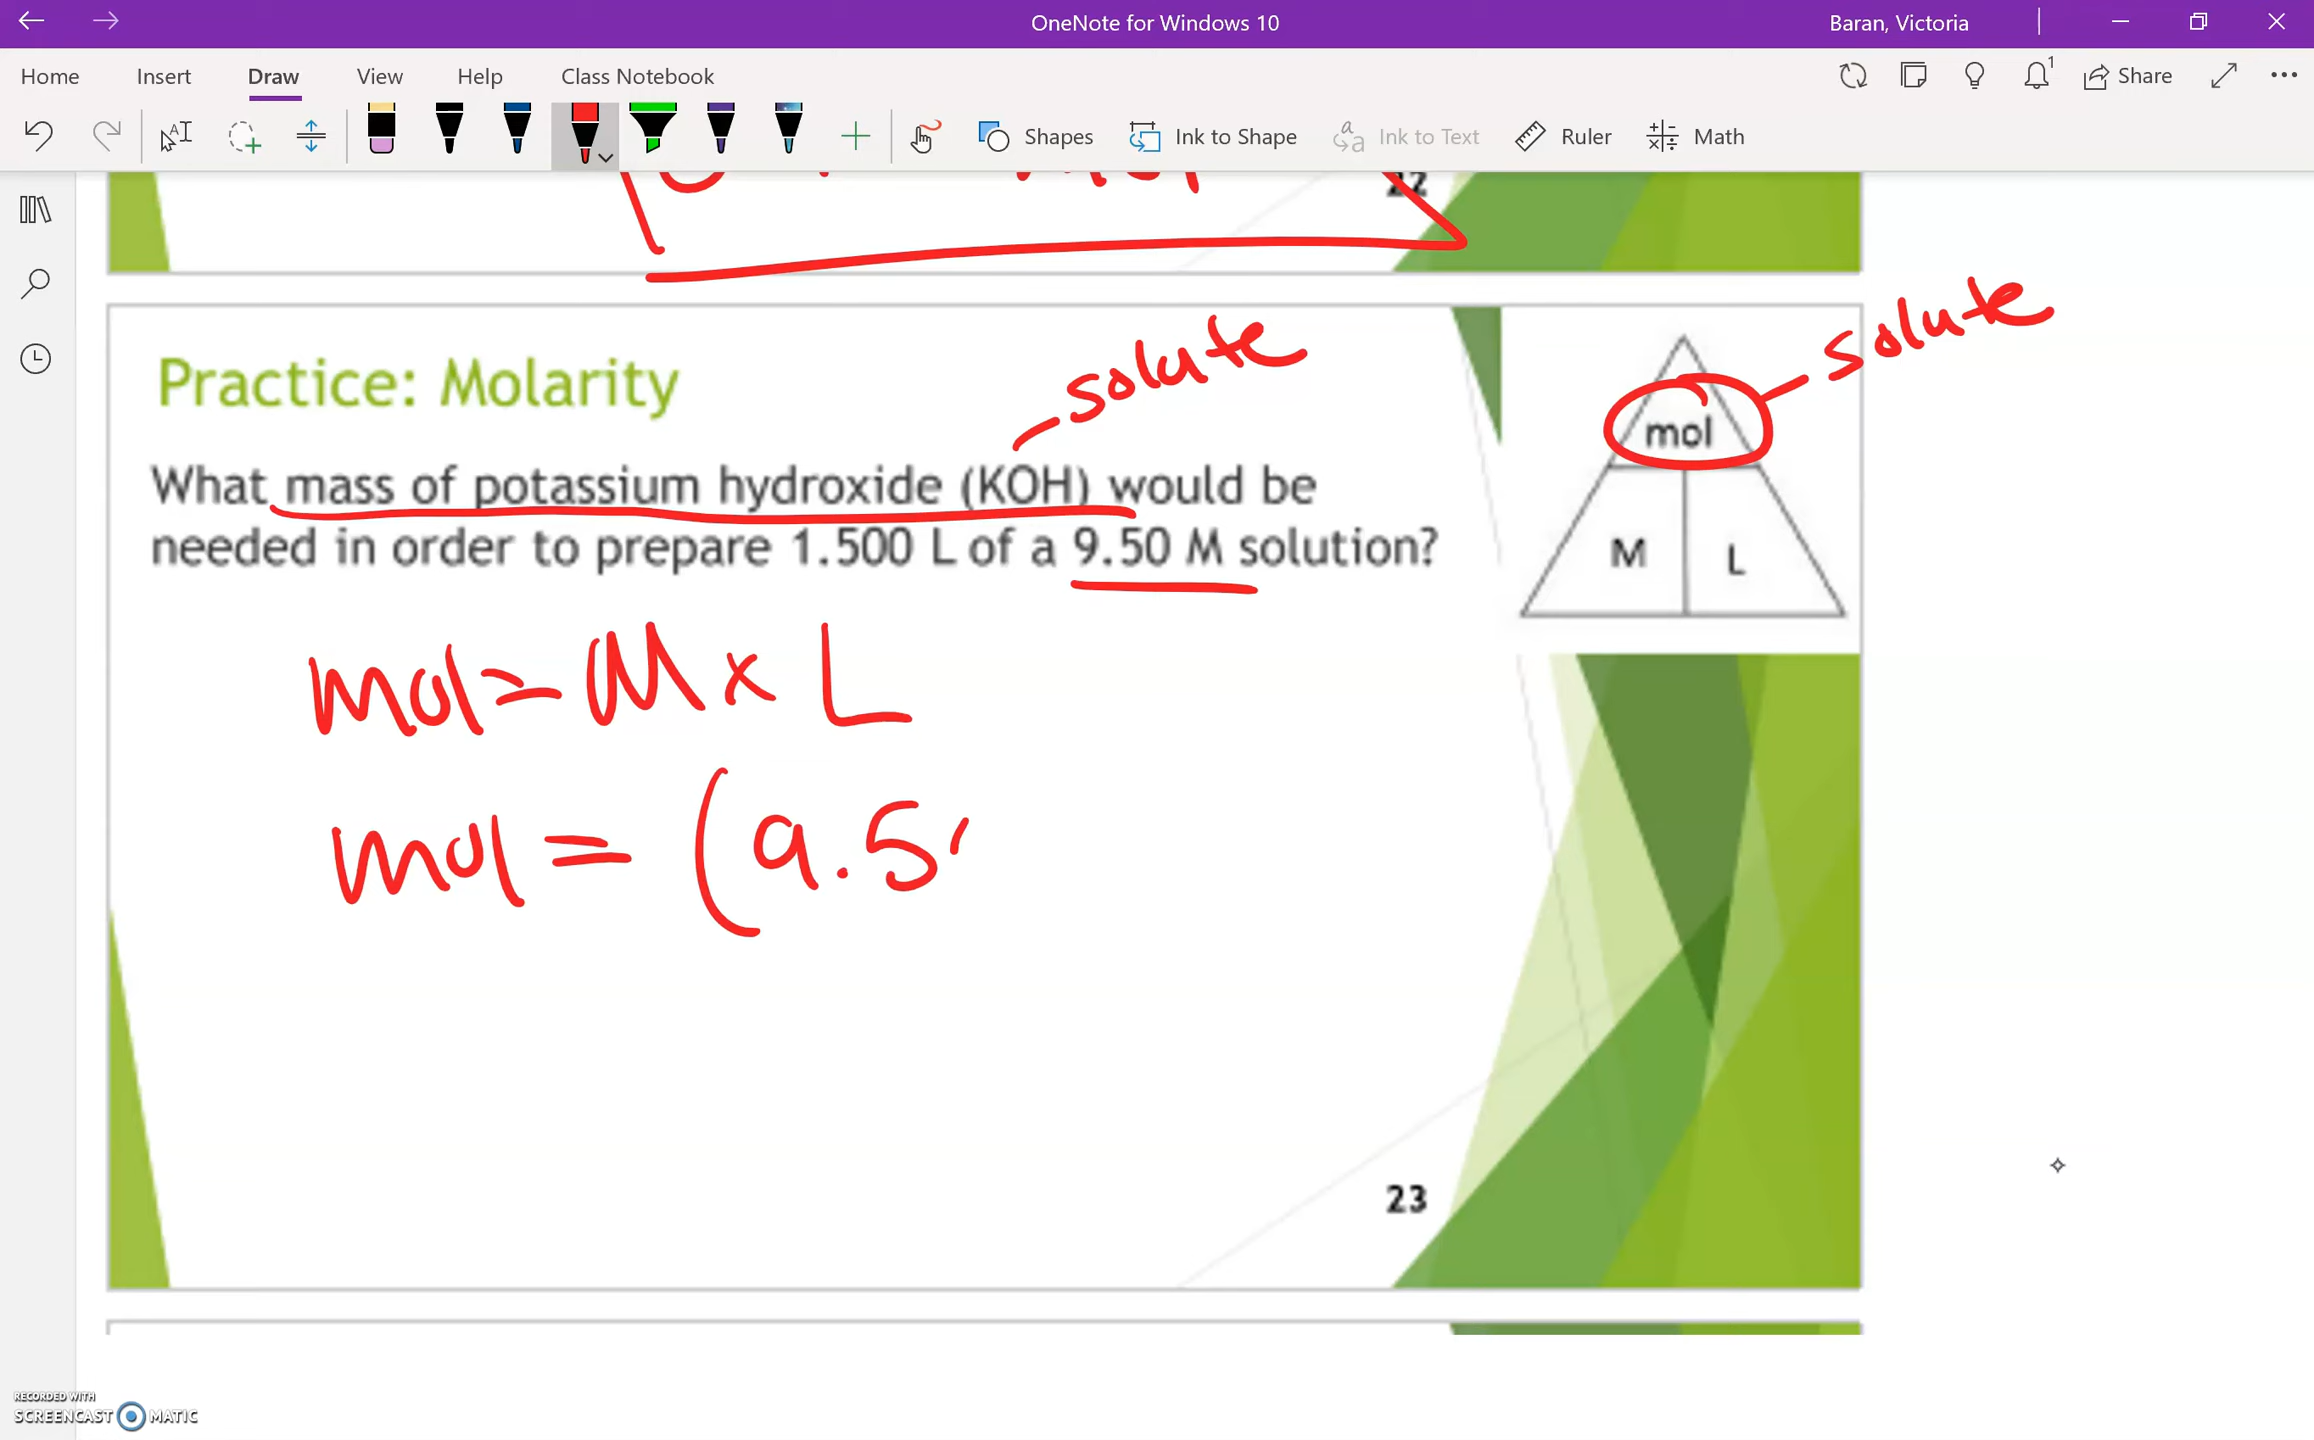 OneNote for Windows 10
Baran, Victoria
Home Insert Draw View Help Class Notebook
1 Share
Shapes Ink to Shape Ink to Text Ruler Math
22
solute
solute
Practice: Molarity
What mass of potassium hydroxide (KOH) would be
needed in order to prepare 1.500 L of a 9.50 M solution?
mol
M L
mol = M x L
mol = (9.5
23
RECORDED WITH
SCREENCAST MATIC